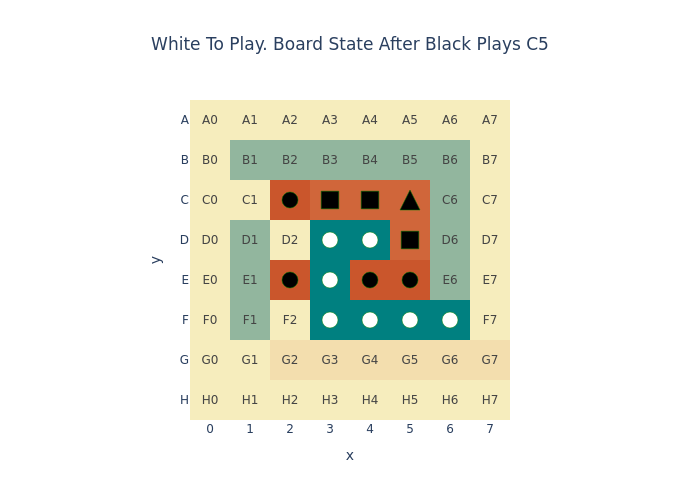 White To Play. Board State After Black Plays C5
A A0 A1 A2 A3 A4 A5 A6 A7
B B0 B1 B2 B3 B4 B5 B6 B7
C C0 C1 C6 C7
D D0 D1 D2 D6 D7
E E0 E1 E6 E7
F F0 F1 F2 F7
G G0 G1 G2 G3 G4 G5 G6 G7
H H0 H1 H2 H3 H4 H5 H6 H7
0 1 2 3 4 5 6 7
x
y